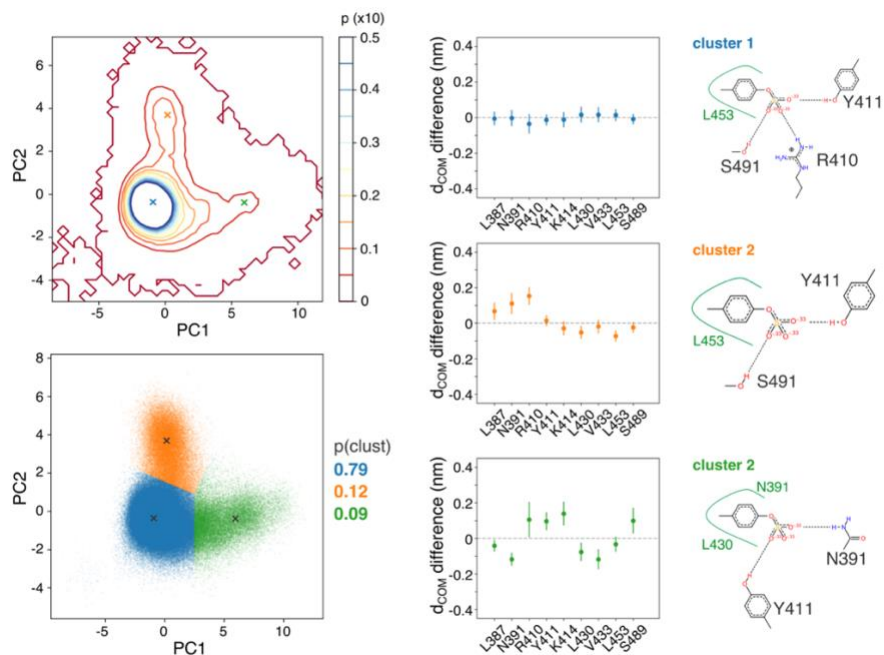 p (x10)
0.5
0.4
0.3
0.2
0.1
0
6
4
2
0
-2
-4
PC2
-5
0
5
10
PC1
0.4
0.2
0
-0.2
-0.4
d_COM difference (nm)
L387
N391
R410
Y411
K414
L430
V433
L453
S489
cluster 1
L453
Y411
S491
R410
0.4
0.2
0
-0.2
-0.4
d_COM difference (nm)
L387
N391
R410
Y411
K414
L430
V433
L453
S489
cluster 2
Y411
L453
S491
8
6
4
2
0
-2
-4
PC2
-5
0
5
10
PC1
p(clust)
0.79
0.12
0.09
0.4
0.2
0
-0.2
-0.4
d_COM difference (nm)
L387
N391
R410
Y411
K414
L430
V433
L453
S489
cluster 2
N391
L430
N391
Y411